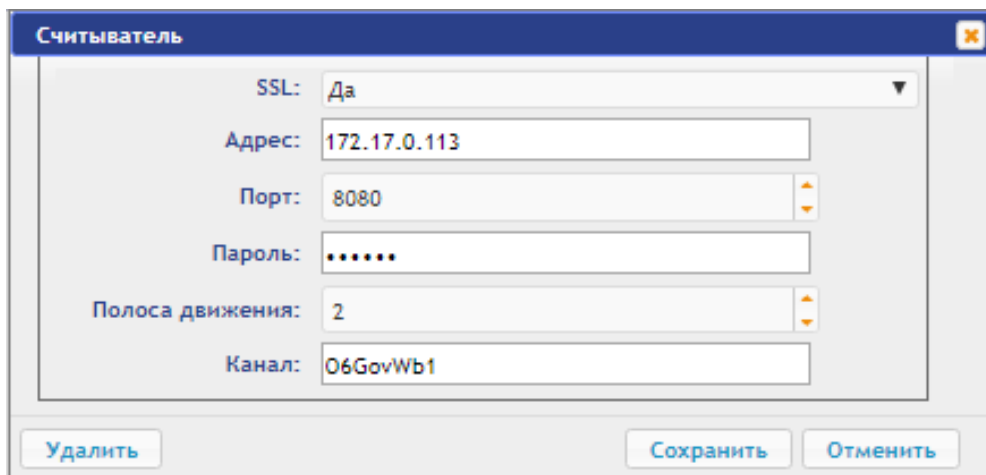 Считыватель
SSL: Да
Адрес: 172.17.0.113
Порт: 8080
Пароль: ••••••
Полоса движения: 2
Канал: O6GovWb1
Удалить Сохранить Отменить